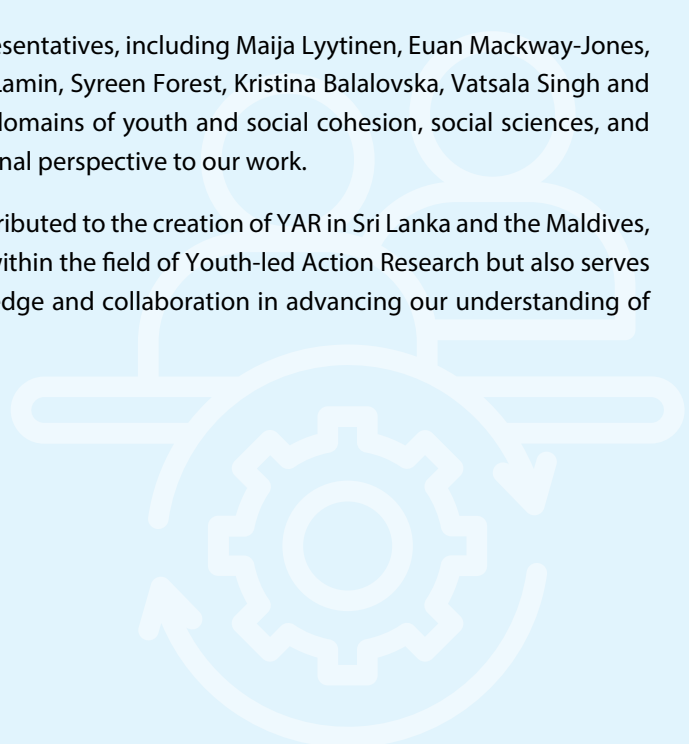 esentatives, including Maija Lyytinen, Euan Mackway-Jones,
Lamin, Syreen Forest, Kristina Balalovska, Vatsala Singh and
domains of youth and social cohesion, social sciences, and
nal perspective to our work.
ributed to the creation of YAR in Sri Lanka and the Maldives,
within the field of Youth-led Action Research but also serves
edge and collaboration in advancing our understanding of